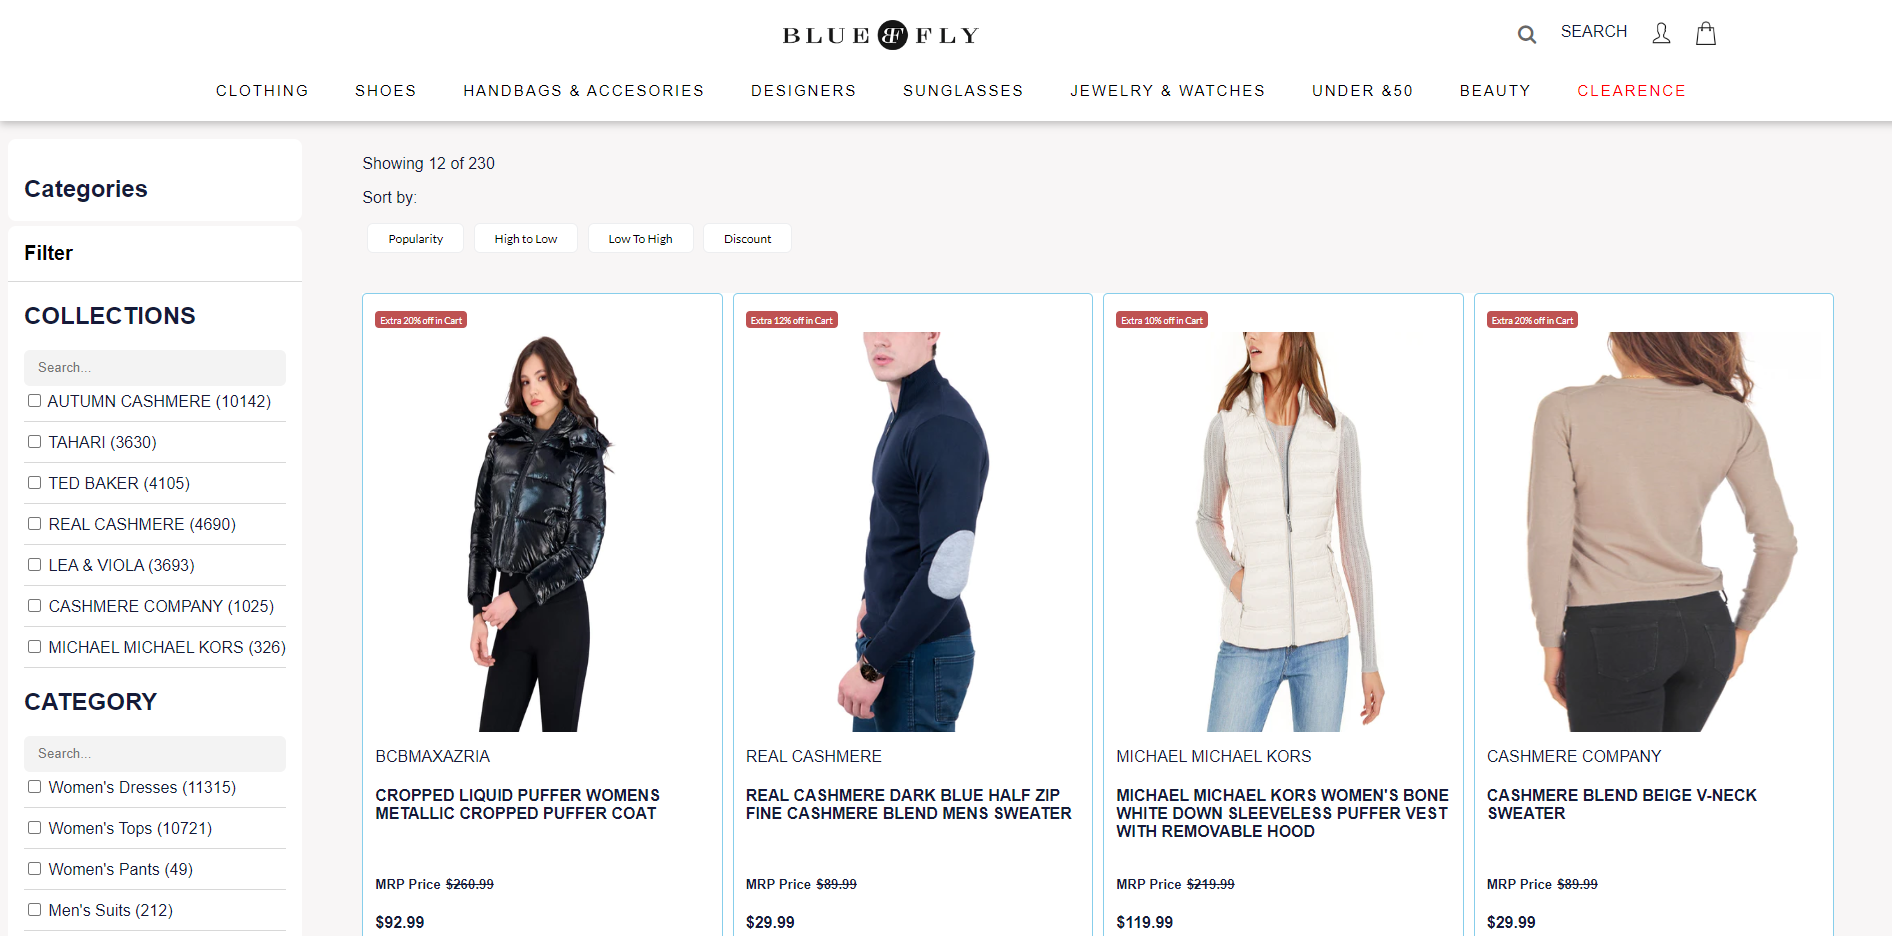 BLUE BF FLY
SEARCH
CLOTHING SHOES HANDBAGS & ACCESORIES DESIGNERS SUNGLASSES JEWELRY & WATCHES UNDER &50 BEAUTY CLEARENCE
Categories
Filter
COLLECTIONS
Search...
AUTUMN CASHMERE (10142)
TAHARI (3630)
TED BAKER (4105)
REAL CASHMERE (4690)
LEA & VIOLA (3693)
CASHMERE COMPANY (1025)
MICHAEL MICHAEL KORS (326)
CATEGORY
Search...
Women's Dresses (11315)
Women's Tops (10721)
Women's Pants (49)
Men's Suits (212)
Showing 12 of 230
Sort by:
Popularity High to Low Low To High Discount
Extra 20% off in Cart
BCBMAXAZRIA
CROPPED LIQUID PUFFER WOMENS
METALLIC CROPPED PUFFER COAT
MRP Price $260.99
$92.99
Extra 12% off in Cart
REAL CASHMERE
REAL CASHMERE DARK BLUE HALF ZIP
FINE CASHMERE BLEND MENS SWEATER
MRP Price $89.99
$29.99
Extra 10% off in Cart
MICHAEL MICHAEL KORS
MICHAEL MICHAEL KORS WOMEN'S BONE
WHITE DOWN SLEEVELESS PUFFER VEST
WITH REMOVABLE HOOD
MRP Price $219.99
$119.99
Extra 20% off in Cart
CASHMERE COMPANY
CASHMERE BLEND BEIGE V-NECK
SWEATER
MRP Price $89.99
$29.99